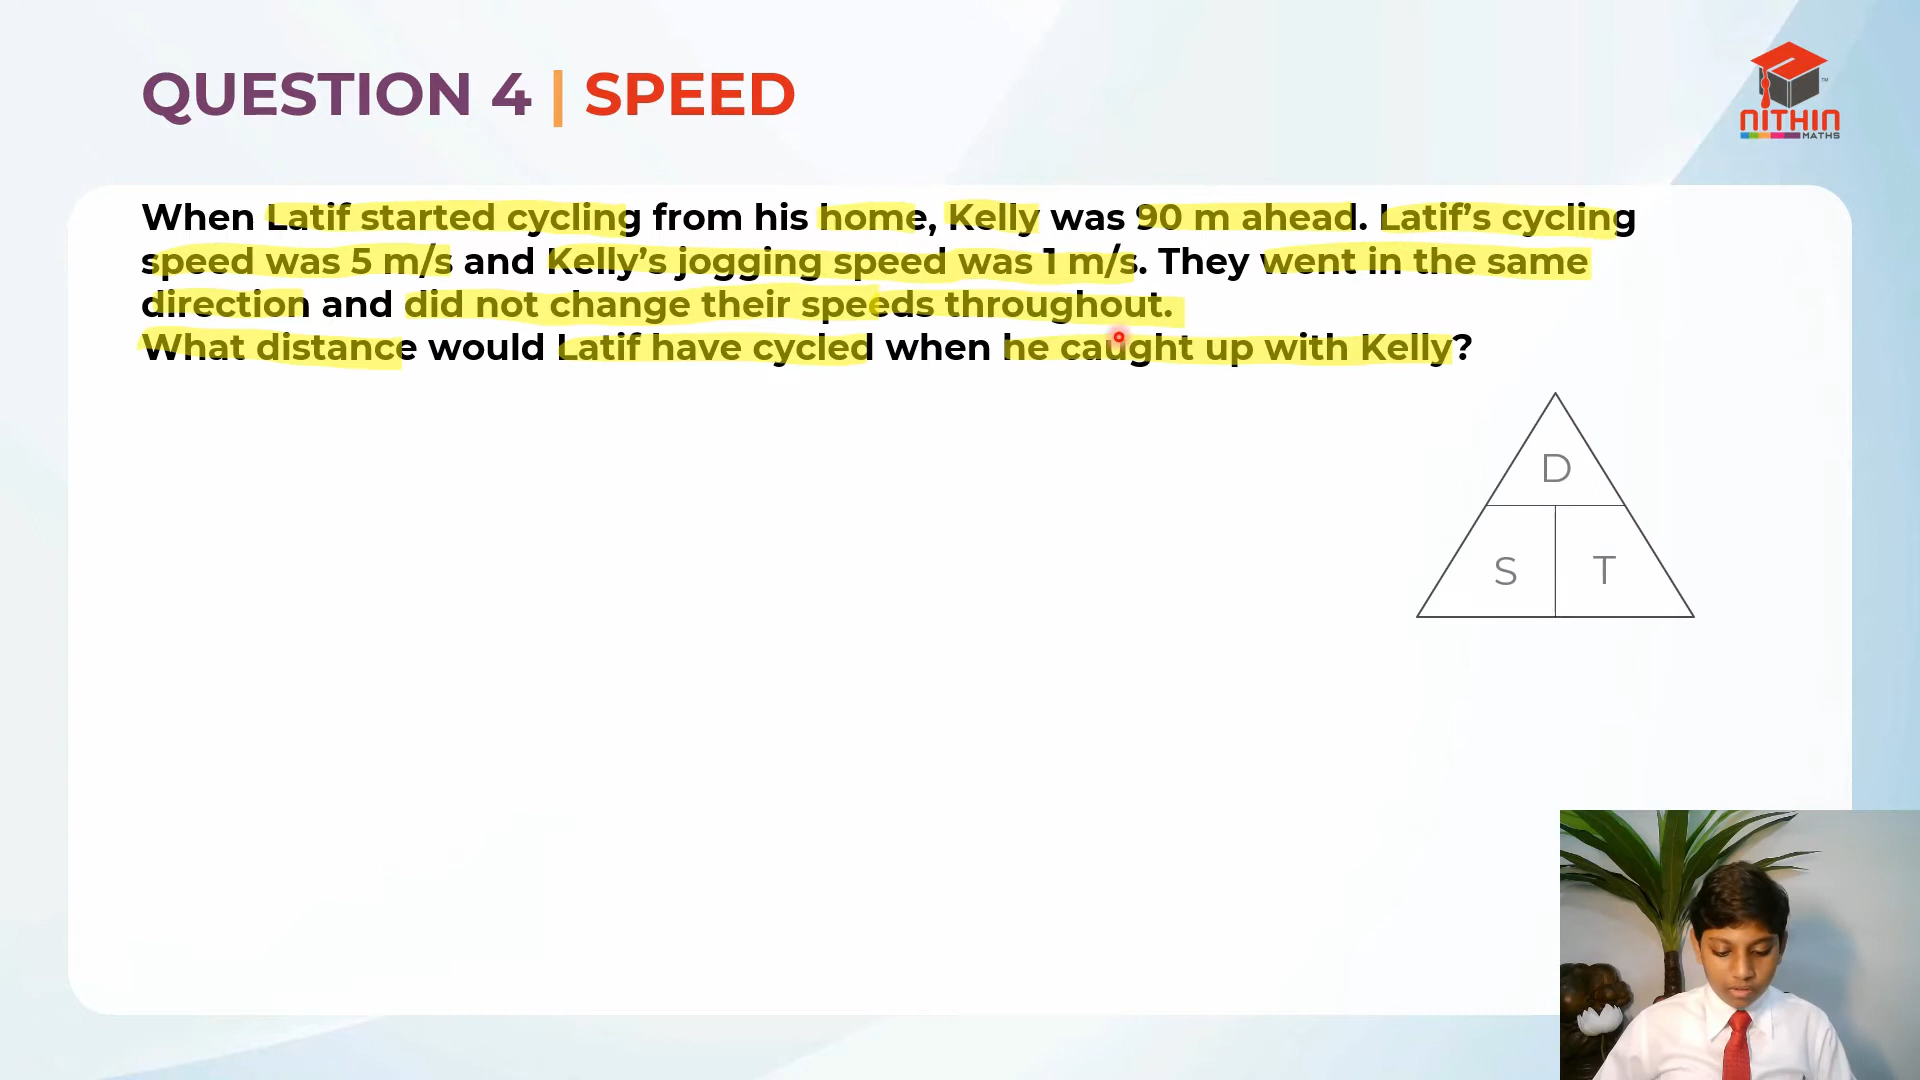 QUESTION 4 | SPEED
NITHIN
MATHS
TM
When Latif started cycling from his home, Kelly was 90 m ahead. Latif’s cycling
speed was 5 m/s and Kelly’s jogging speed was 1 m/s. They went in the same
direction and did not change their speeds throughout.
What distance would Latif have cycled when he caught up with Kelly?
D
S T